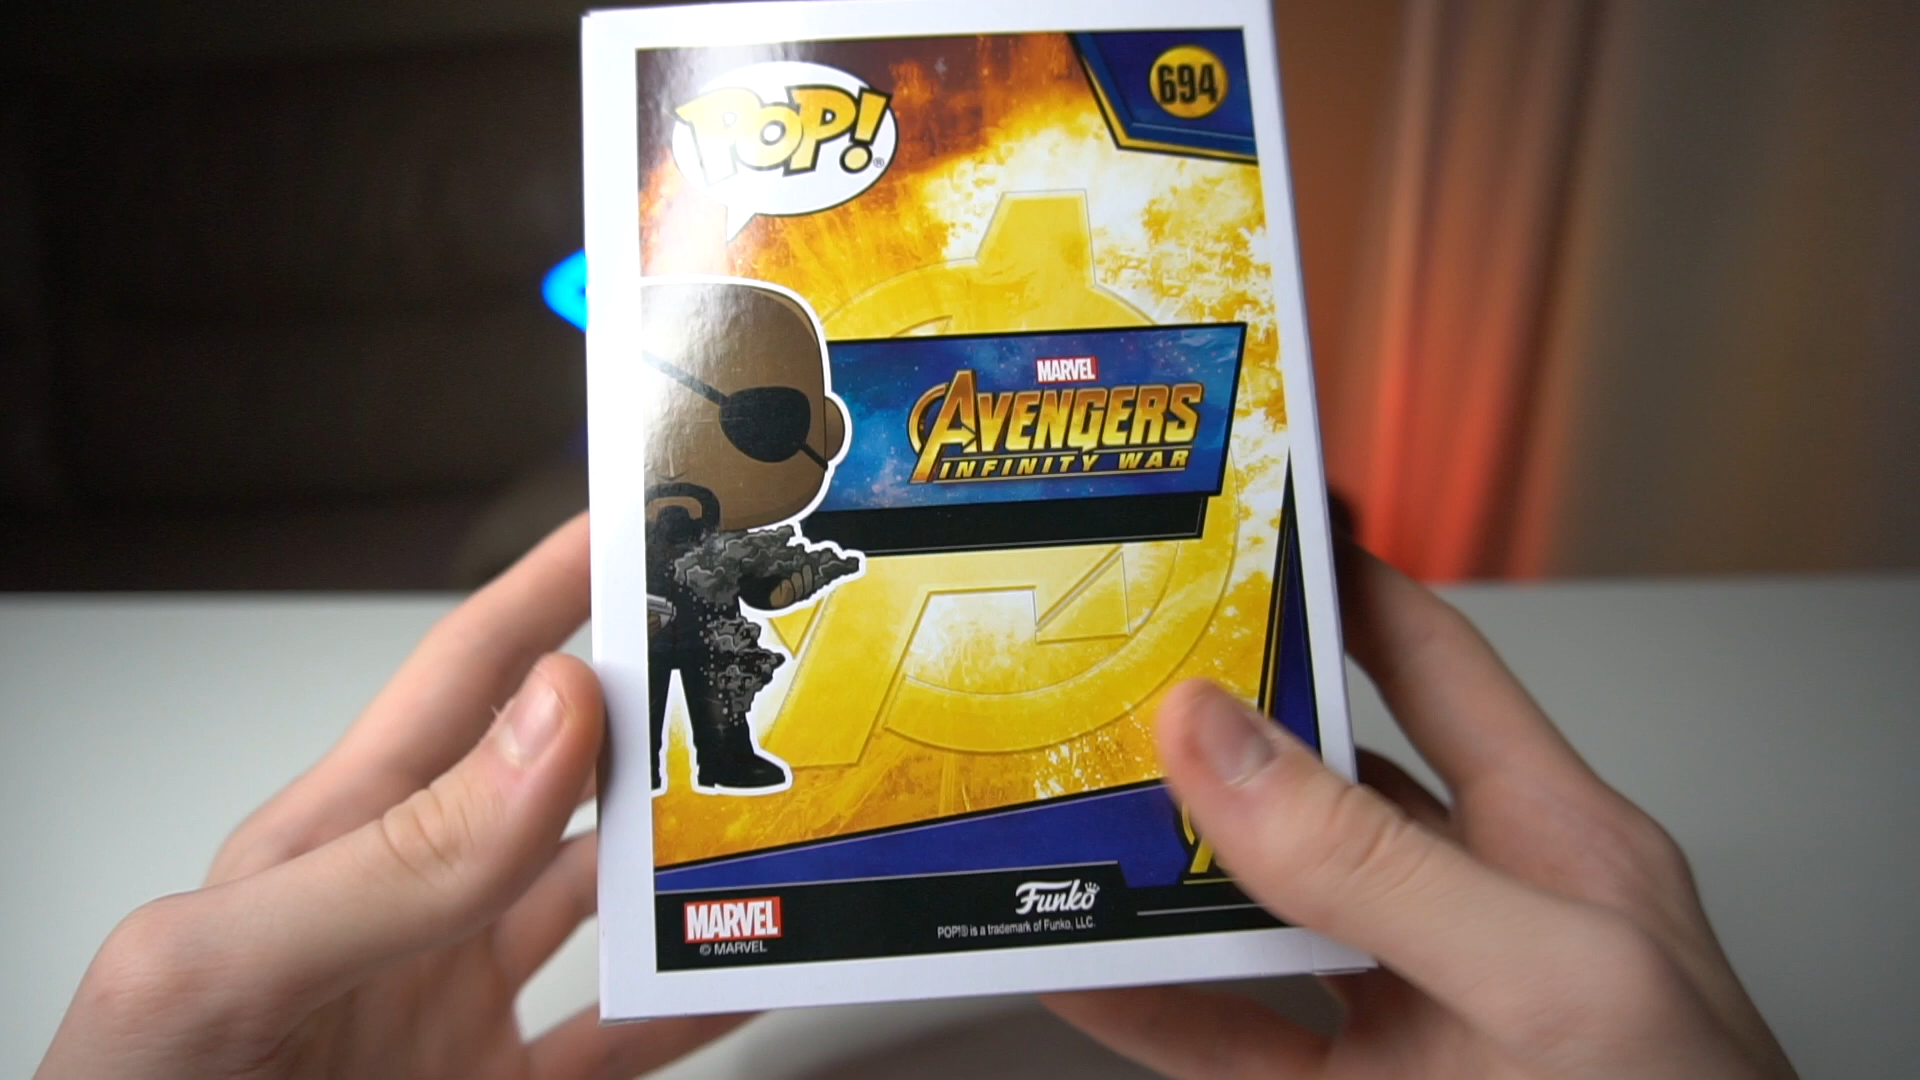 POP!®
694
MARVEL
AVENGERS
INFINITY WAR
Funko
MARVEL
© MARVEL
POP!® is a trademark of Funko, LLC.